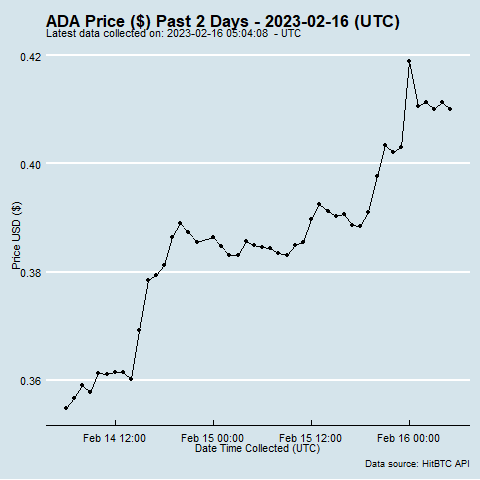 ADA Price ($) Past 2 Days - 2023-02-16 (UTC)
Latest data collected on: 2023-02-16 05:04:08 - UTC
0.42
0.40
0.38
0.36
Price USD ($)
Feb 14 12:00 Feb 15 00:00 Feb 15 12:00 Feb 16 00:00
Date Time Collected (UTC)
Data source: HitBTC API